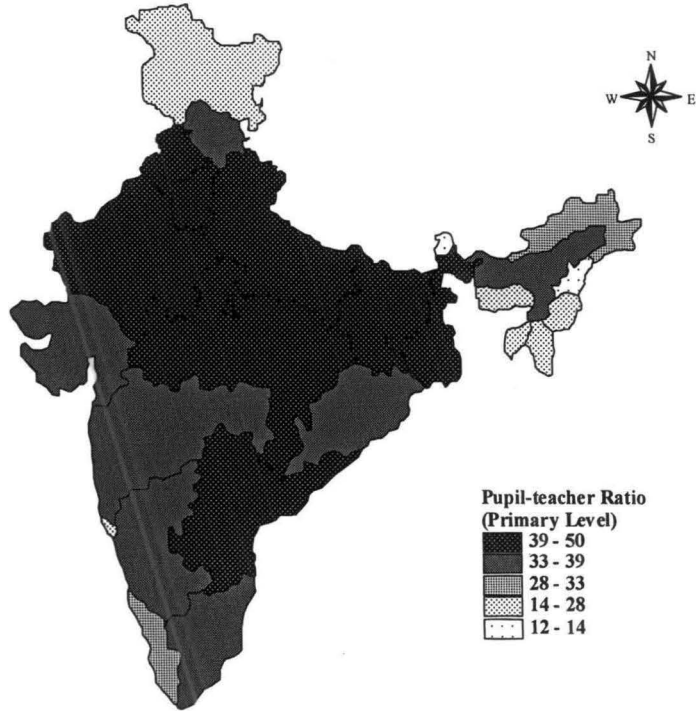 N
W E
S
Pupil-teacher Ratio
(Primary Level)
39 - 50
33 - 39
28 - 33
14 - 28
12 - 14